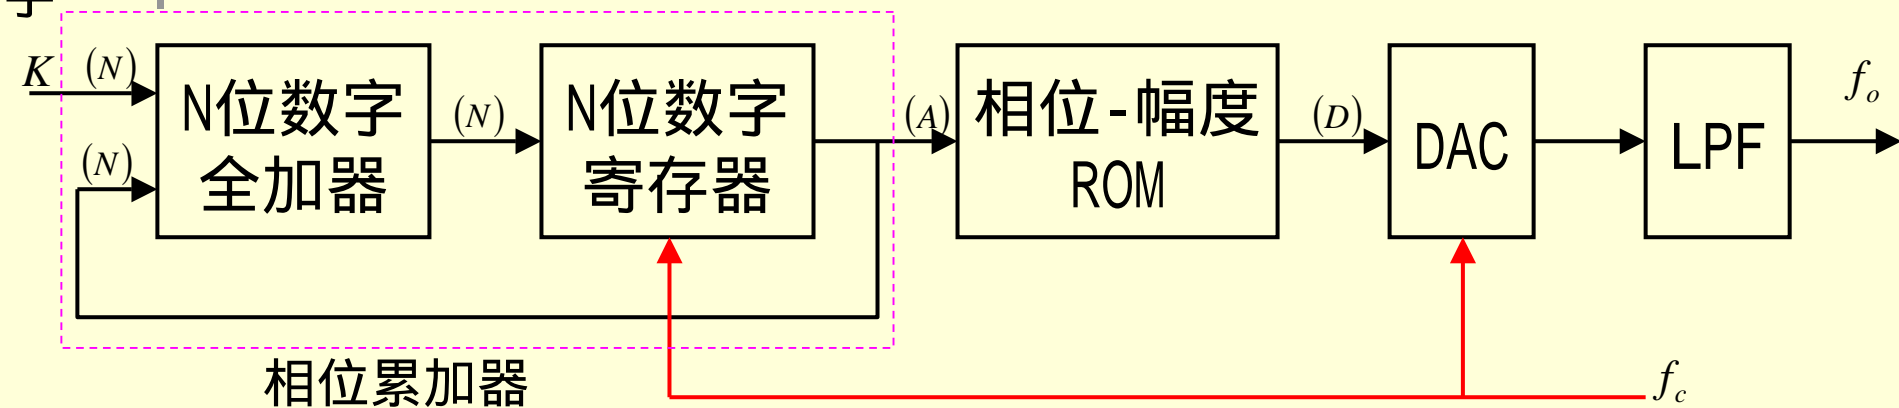 K
(N)
(N)
N位数字
全加器
(N)
N位数字
寄存器
(A)
相位-幅度
ROM
(D)
DAC
LPF
fo
相位累加器
fc